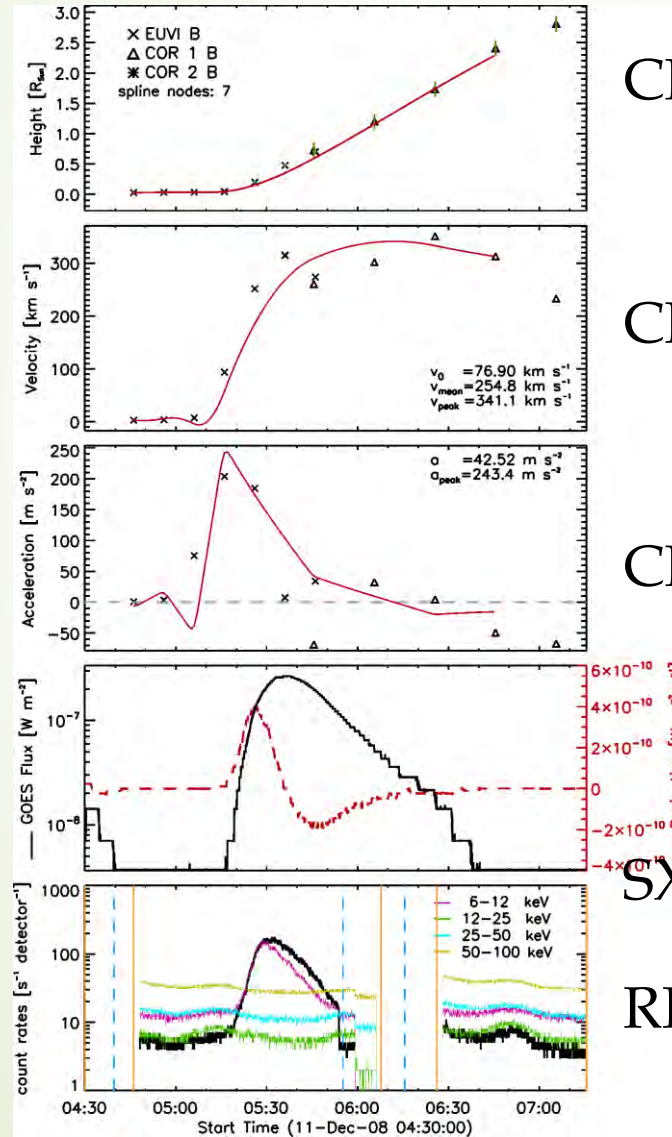 3.0
2.5
2.0
1.5
1.0
0.5
0.0
Height [R_Sun]
× EUVI B
△ COR 1 B
✳ COR 2 B
spline nodes: 7
CI
300
200
100
0
Velocity [km s⁻¹]
v₀ =76.90 km s⁻¹
v_mean=254.8 km s⁻¹
v_peak=341.1 km s⁻¹
CI
250
200
150
100
50
0
−50
Acceleration [m s⁻²]
a =42.52 m s⁻²
a_peak=243.4 m s⁻²
CI
10⁻⁷
10⁻⁸
GOES Flux [W m⁻²]
6×10⁻¹⁰
4×10⁻¹⁰
2×10⁻¹⁰
0
−2×10⁻¹⁰
−4×10⁻¹⁰
SX
1000
100
10
1
count rates [s⁻¹ detector⁻¹]
6−12 keV
12−25 keV
25−50 keV
50−100 keV
04:30 05:00 05:30 06:00 06:30 07:00
Start Time (11−Dec−08 04:30:00)